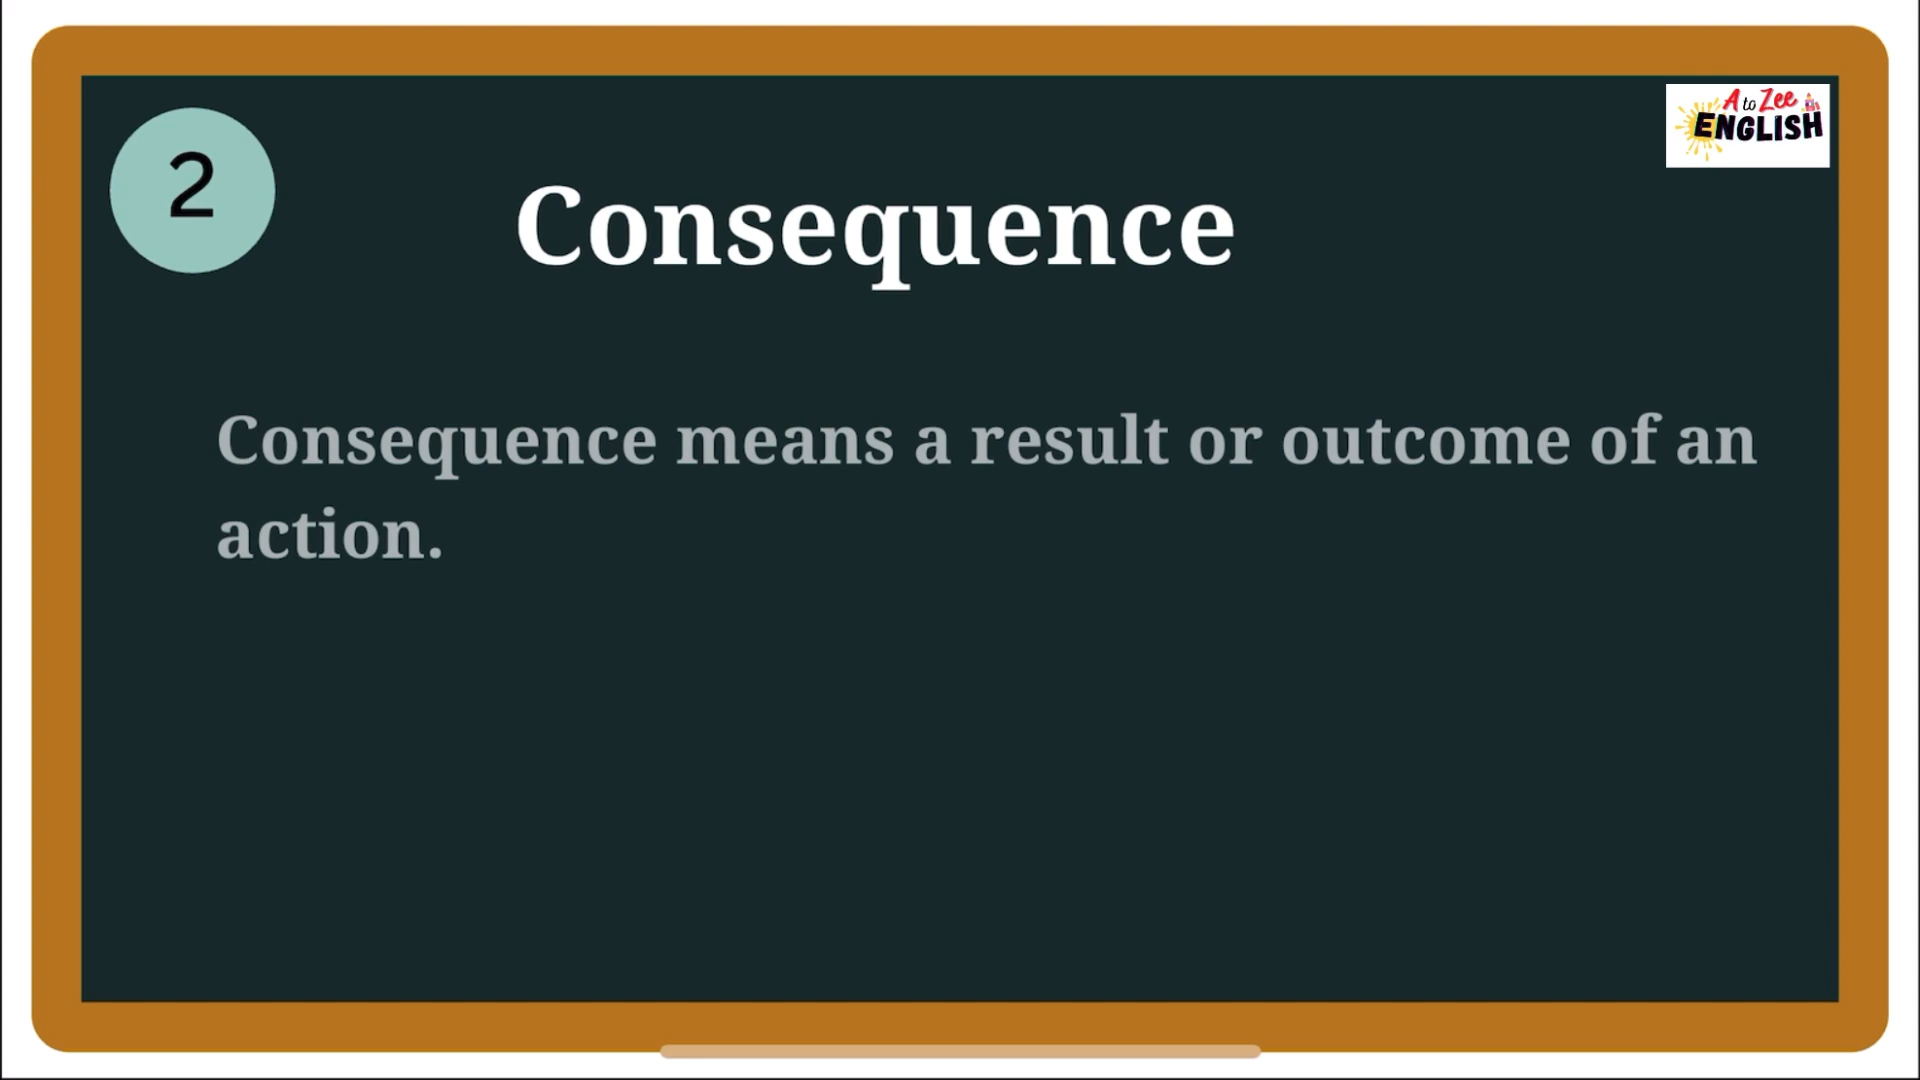 2
A to Zee
ENGLISH
Consequence
Consequence means a result or outcome of an
action.